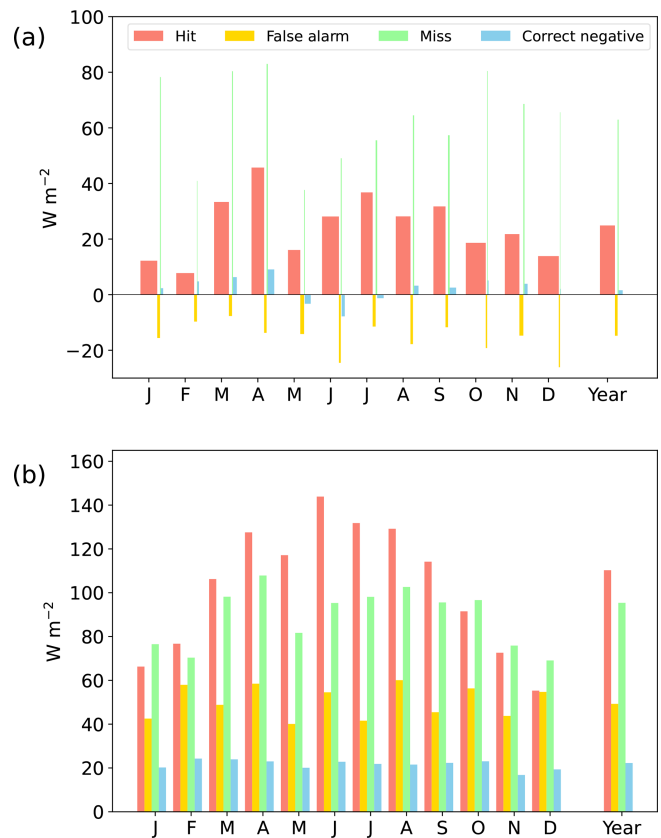 (a)
100
Hit False alarm Miss Correct negative
80
60
40
20
0
−20
W m⁻²
J F M A M J J A S O N D Year
(b)
160
140
120
100
80
60
40
20
0
W m⁻²
J F M A M J J A S O N D Year